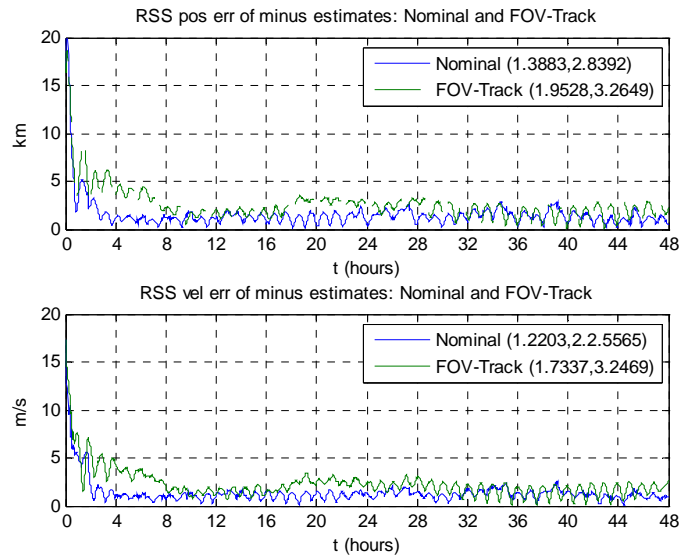 RSS pos err of minus estimates: Nominal and FOV-Track
20
15
10
5
0
km
Nominal (1.3883,2.8392)
FOV-Track (1.9528,3.2649)
0 4 8 12 16 20 24 28 32 36 40 44 48
t (hours)
RSS vel err of minus estimates: Nominal and FOV-Track
20
15
10
5
0
m/s
Nominal (1.2203,2.2.5565)
FOV-Track (1.7337,3.2469)
0 4 8 12 16 20 24 28 32 36 40 44 48
t (hours)